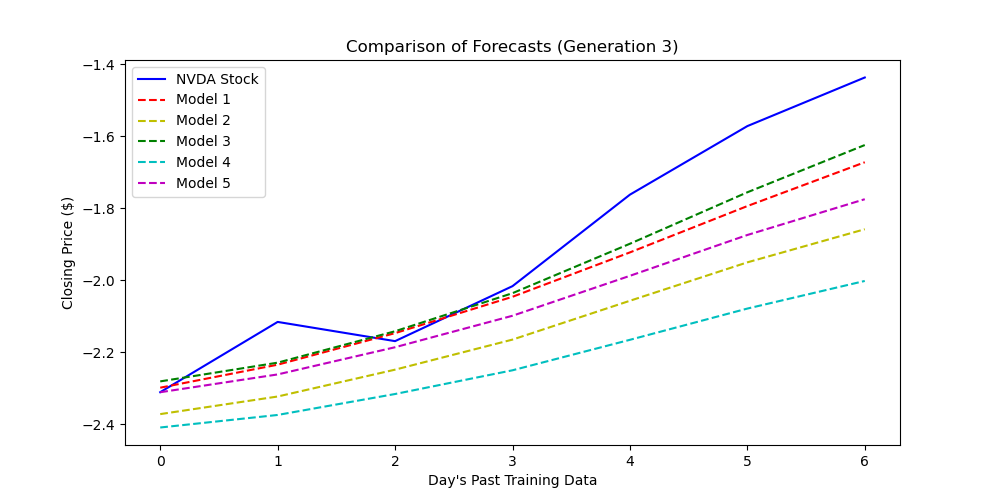 Comparison of Forecasts (Generation 3)
NVDA Stock
Model 1
Model 2
Model 3
Model 4
Model 5
Closing Price ($)
−1.4
−1.6
−1.8
−2.0
−2.2
−2.4
0 1 2 3 4 5 6
Day's Past Training Data